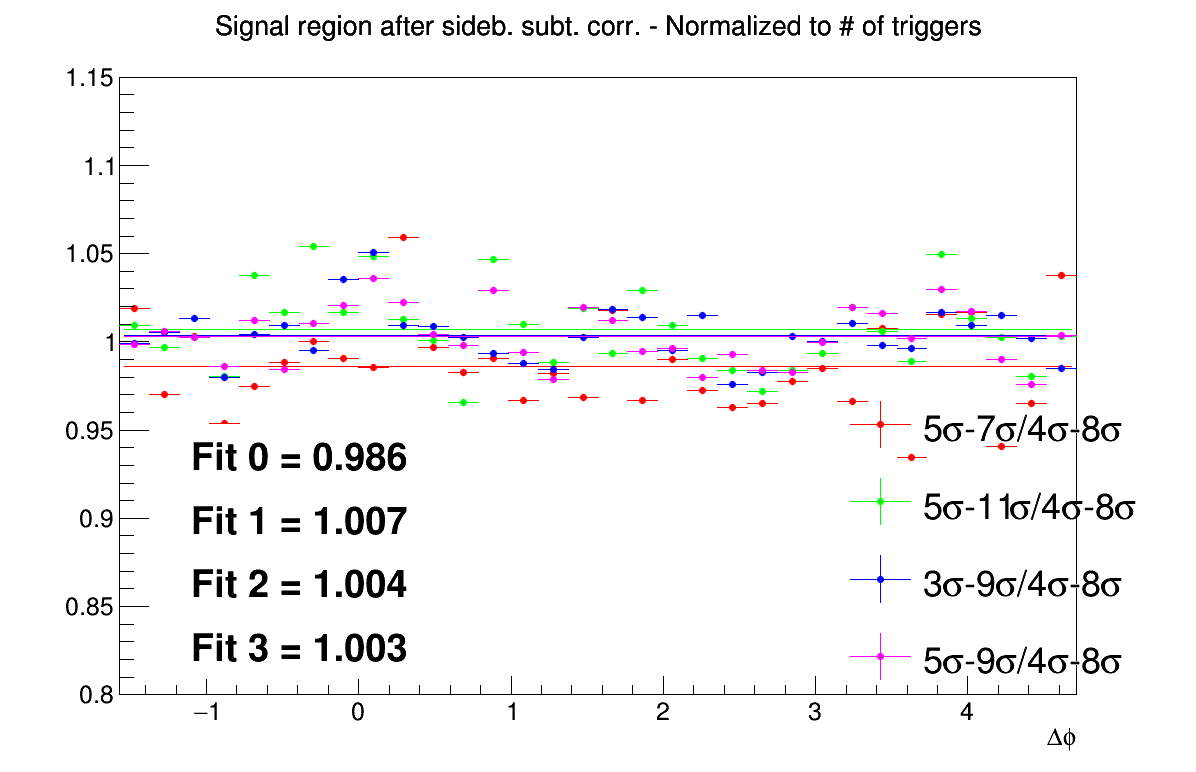 Signal region after sideb. subt. corr. - Normalized to # of triggers
1.15
1.1
1.05
1
0.95
0.9
0.85
0.8
Fit 0 = 0.986
Fit 1 = 1.007
Fit 2 = 1.004
Fit 3 = 1.003
5σ-7σ/4σ-8σ
5σ-11σ/4σ-8σ
3σ-9σ/4σ-8σ
5σ-9σ/4σ-8σ
−1 0 1 2 3 4
Δϕ